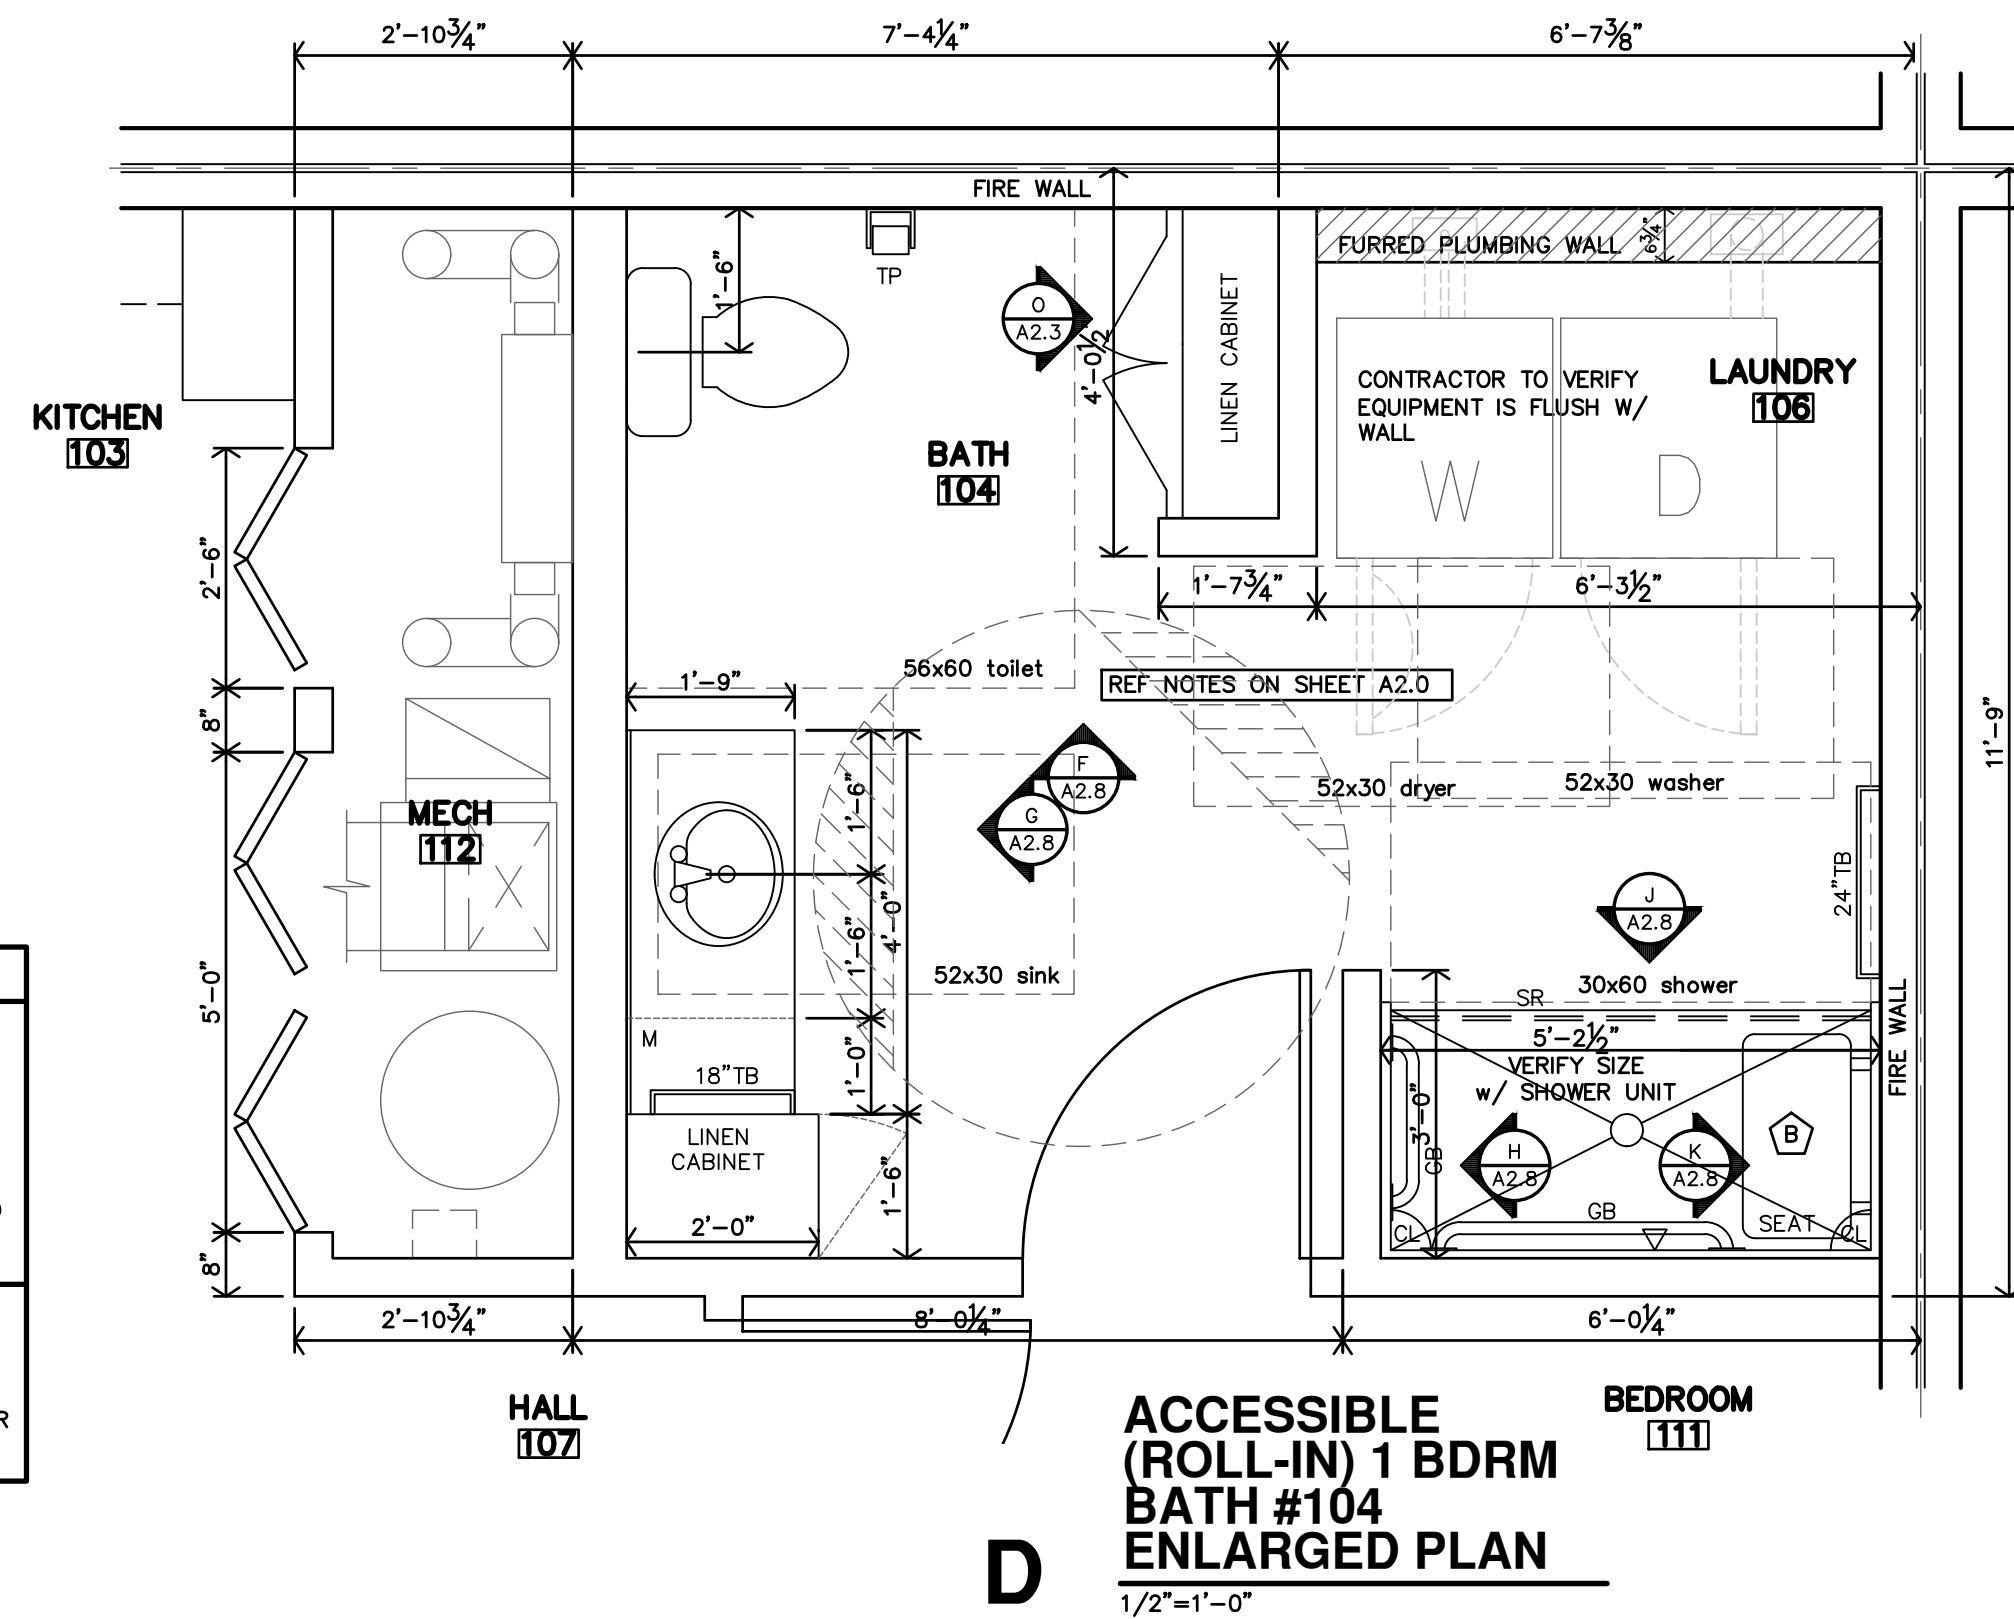 2'-10¾"
7'-4¼"
6'-7⅜"
FIRE WALL
1'-6"
TP
O
A2.3
4'-0½"
LINEN CABINET
FURRED PLUMBING WALL
6¾"
KITCHEN
103
BATH
104
CONTRACTOR TO VERIFY
EQUIPMENT IS FLUSH W/
WALL
LAUNDRY
106
W
D
2'-6"
1'-7¾"
6'-3½"
56x60 toilet
1'-9"
REF NOTES ON SHEET A2.0
8"
11'-9"
F
A2.8
G
A2.8
52x30 dryer
52x30 washer
MECH
112
1'-6"
1'-6"
4'-0"
J
A2.8
24"TB
5'-0"
52x30 sink
30x60 shower
SR
FIRE WALL
M
18"TB
1'-0"
5'-2½"
VERIFY SIZE
w/ SHOWER UNIT
3'-0"
GB
LINEN
CABINET
1'-6"
H
A2.8
K
A2.8
B
2'-0"
GB
SEAT
CL
CL
8"
2'-10¾"
8'-0¼"
6'-0¼"
HALL
107
BEDROOM
111
R
ACCESSIBLE
(ROLL-IN) 1 BDRM
BATH #104
ENLARGED PLAN
D
1/2"=1'-0"